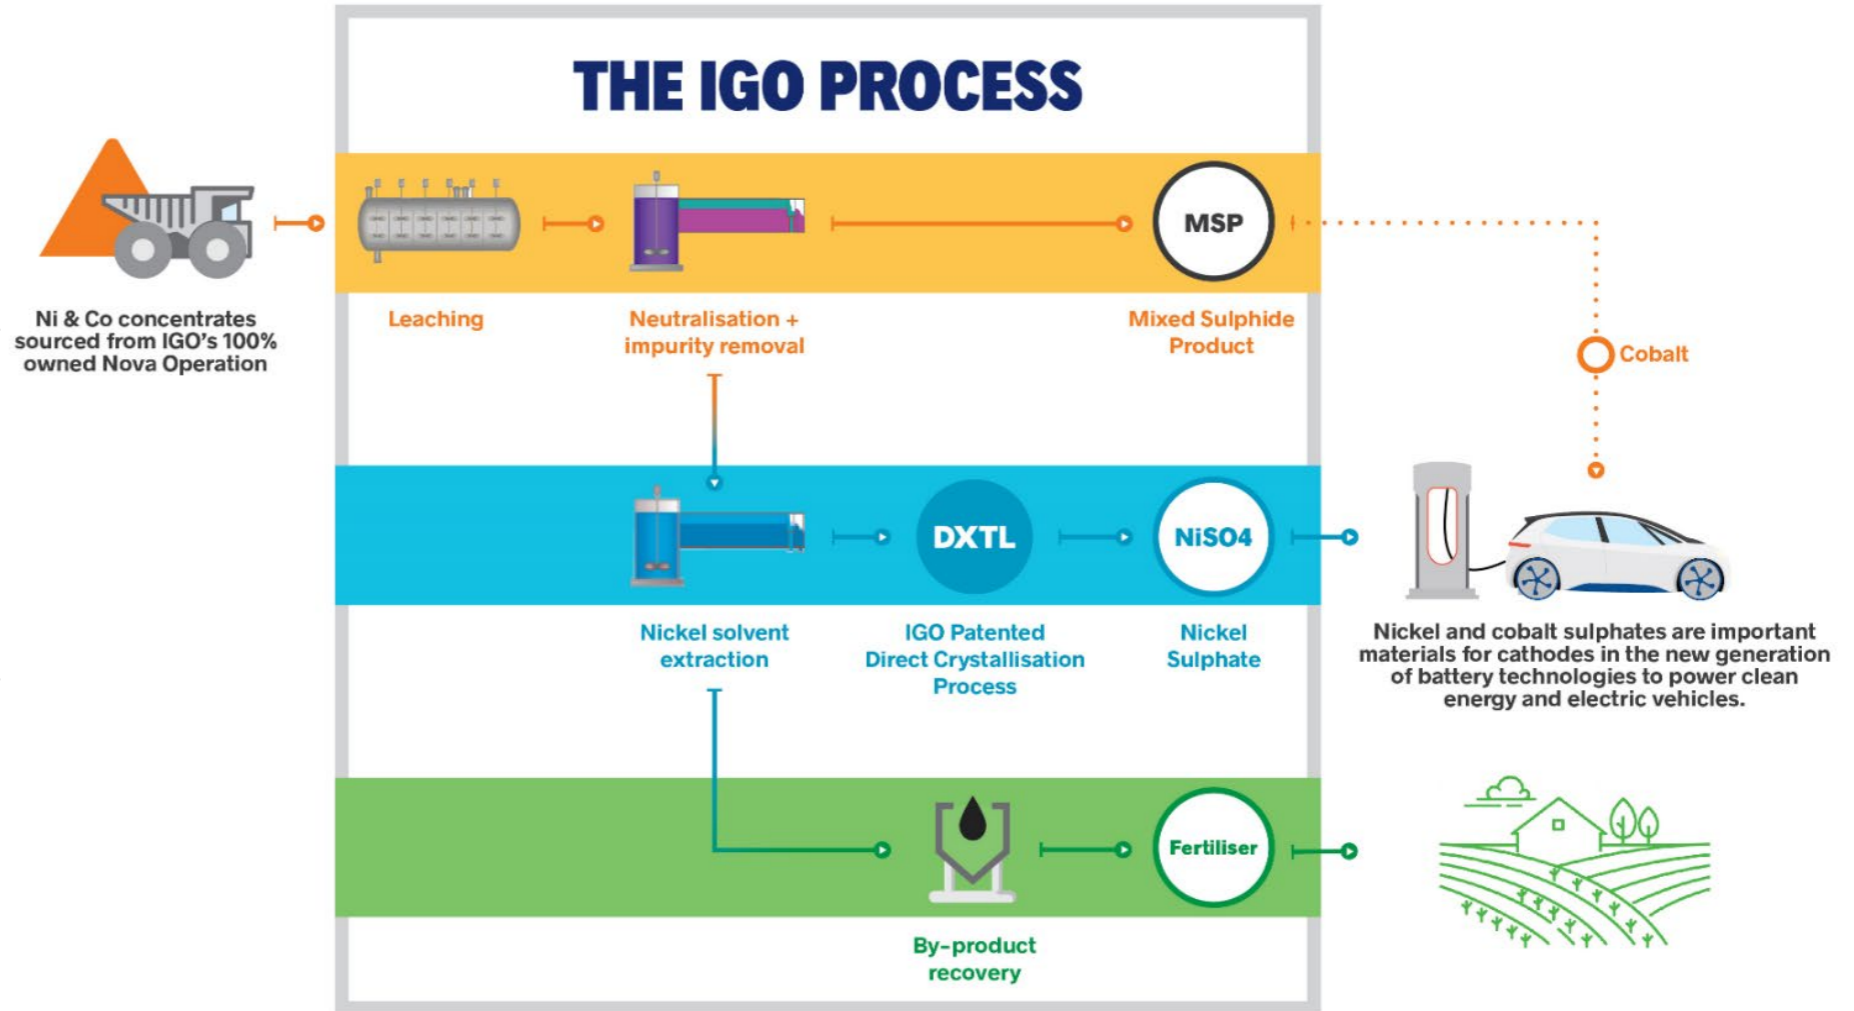 THE IGO PROCESS
MSP
Ni & Co concentrates
sourced from IGO's 100%
owned Nova Operation
Leaching
Neutralisation +
impurity removal
Mixed Sulphide
Product
Cobalt
DXTL
NiSO4
Nickel solvent
extraction
IGO Patented
Direct Crystallisation
Process
Nickel
Sulphate
Nickel and cobalt sulphates are important
materials for cathodes in the new generation
of battery technologies to power clean
energy and electric vehicles.
Fertiliser
By-product
recovery